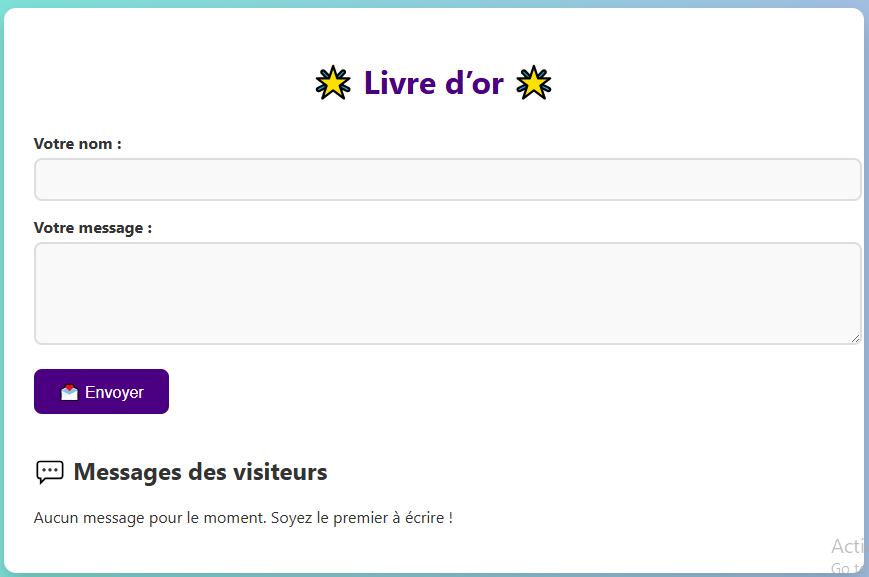 🌟 Livre d’or 🌟
Votre nom :
Votre message :
💌 Envoyer
💬 Messages des visiteurs
Aucun message pour le moment. Soyez le premier à écrire !
Acti
Go to